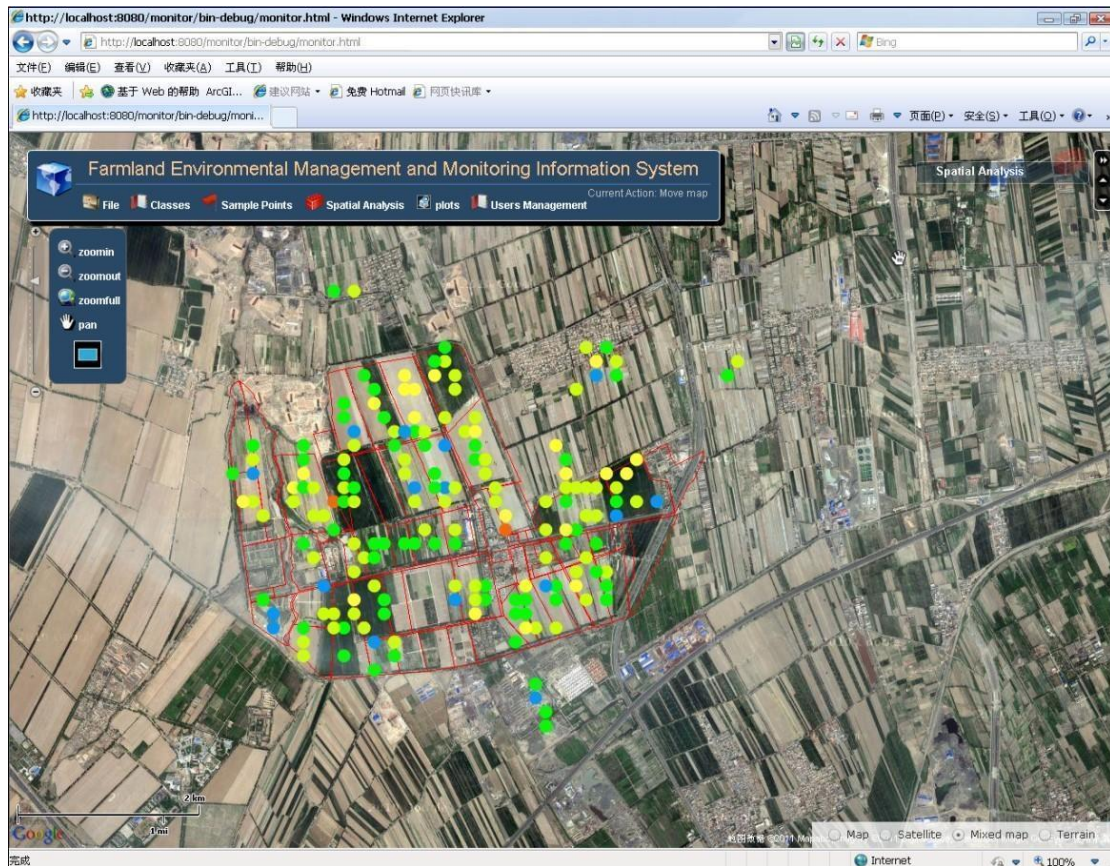 http://localhost:8080/monitor/bin-debug/monitor.html - Windows Internet Explorer
http://localhost:8080/monitor/bin-debug/monitor.html
Bing
文件(F) 编辑(E) 查看(V) 收藏夹(A) 工具(T) 帮助(H)
收藏夹 基于 Web 的帮助 ArcGI... 建议网站 免费 Hotmail 网页快讯库
http://localhost:8080/monitor/bin-debug/moni...
页面(P) 安全(S) 工具(O)
Farmland Environmental Management and Monitoring Information System
Current Action: Move map
File Classes Sample Points Spatial Analysis plots Users Management
Spatial Analysis
zoomin
zoomout
zoomfull
pan
2 km
1 mi
Google
Map Satellite Mixed map Terrain
完成
Internet
100%